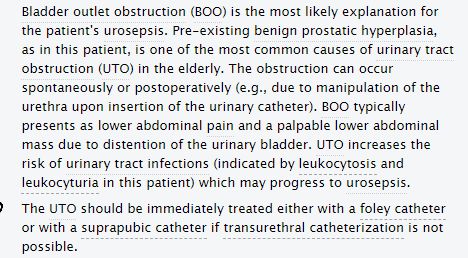 Bladder outlet obstruction (BOO) is the most likely explanation for
the patient's urosepsis. Pre-existing benign prostatic hyperplasia,
as in this patient, is one of the most common causes of urinary tract
obstruction (UTO) in the elderly. The obstruction can occur
spontaneously or postoperatively (e.g., due to manipulation of the
urethra upon insertion of the urinary catheter). BOO typically
presents as lower abdominal pain and a palpable lower abdominal
mass due to distention of the urinary bladder. UTO increases the
risk of urinary tract infections (indicated by leukocytosis and
leukocyturia in this patient) which may progress to urosepsis.
The UTO should be immediately treated either with a foley catheter
or with a suprapubic catheter if transurethral catheterization is not
possible.